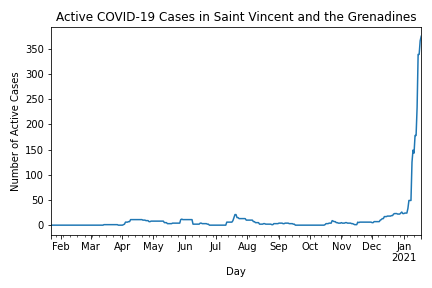 Active COVID-19 Cases in Saint Vincent and the Grenadines
Number of Active Cases
350
300
250
200
150
100
50
0
Feb Mar Apr May Jun Jul Aug Sep Oct Nov Dec Jan
2021
Day